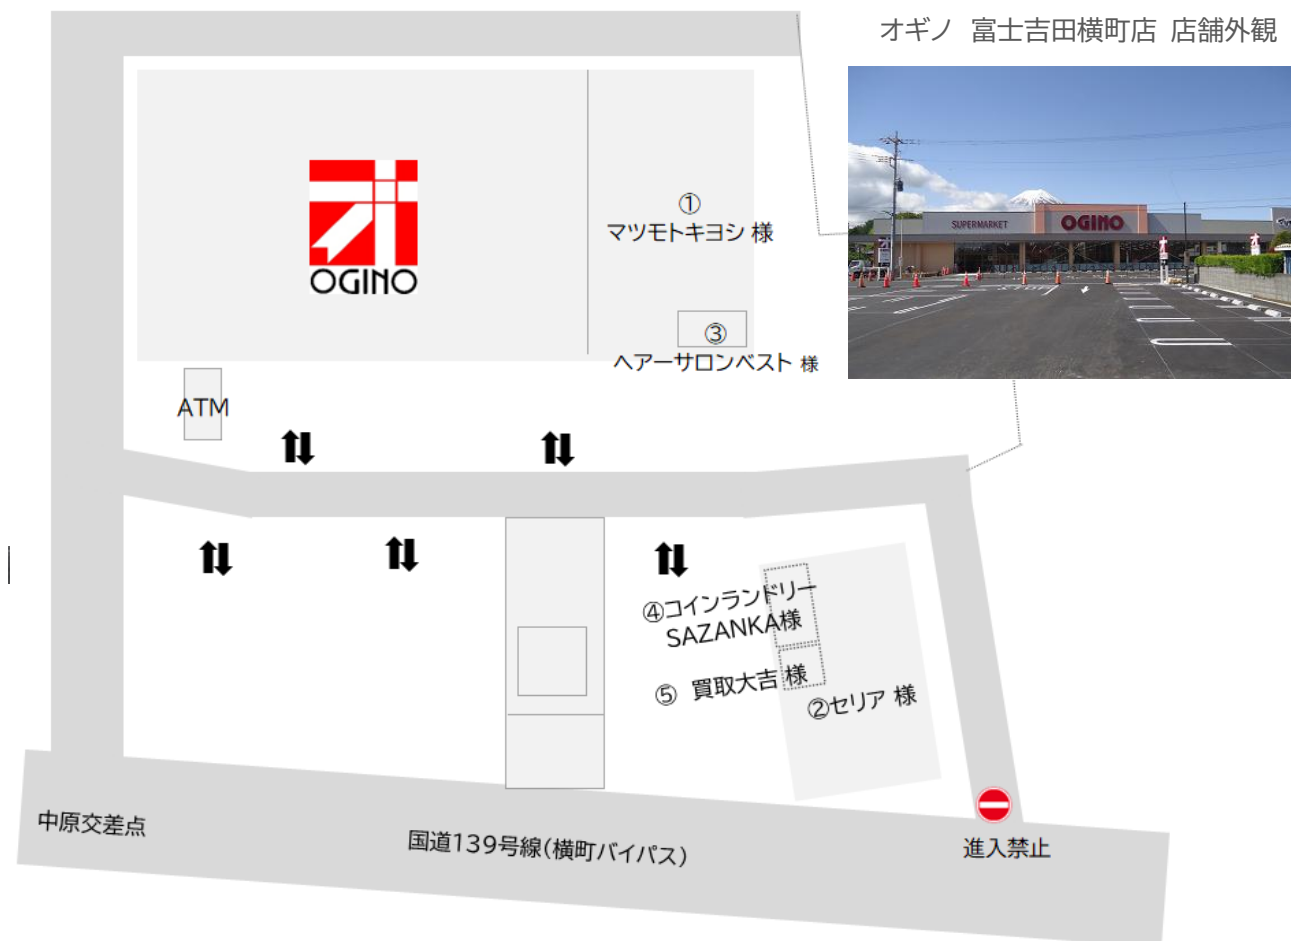 オギノ 富士吉田横町店 店舗外観
SUPERMARKET
OGINO
オ
OGINO
①
マツモトキヨシ 様
③
ヘアーサロンベスト 様
ATM
④コインランドリー
SAZANKA様
⑤ 買取大吉 様
②セリア 様
中原交差点
国道139号線(横町バイパス)
進入禁止